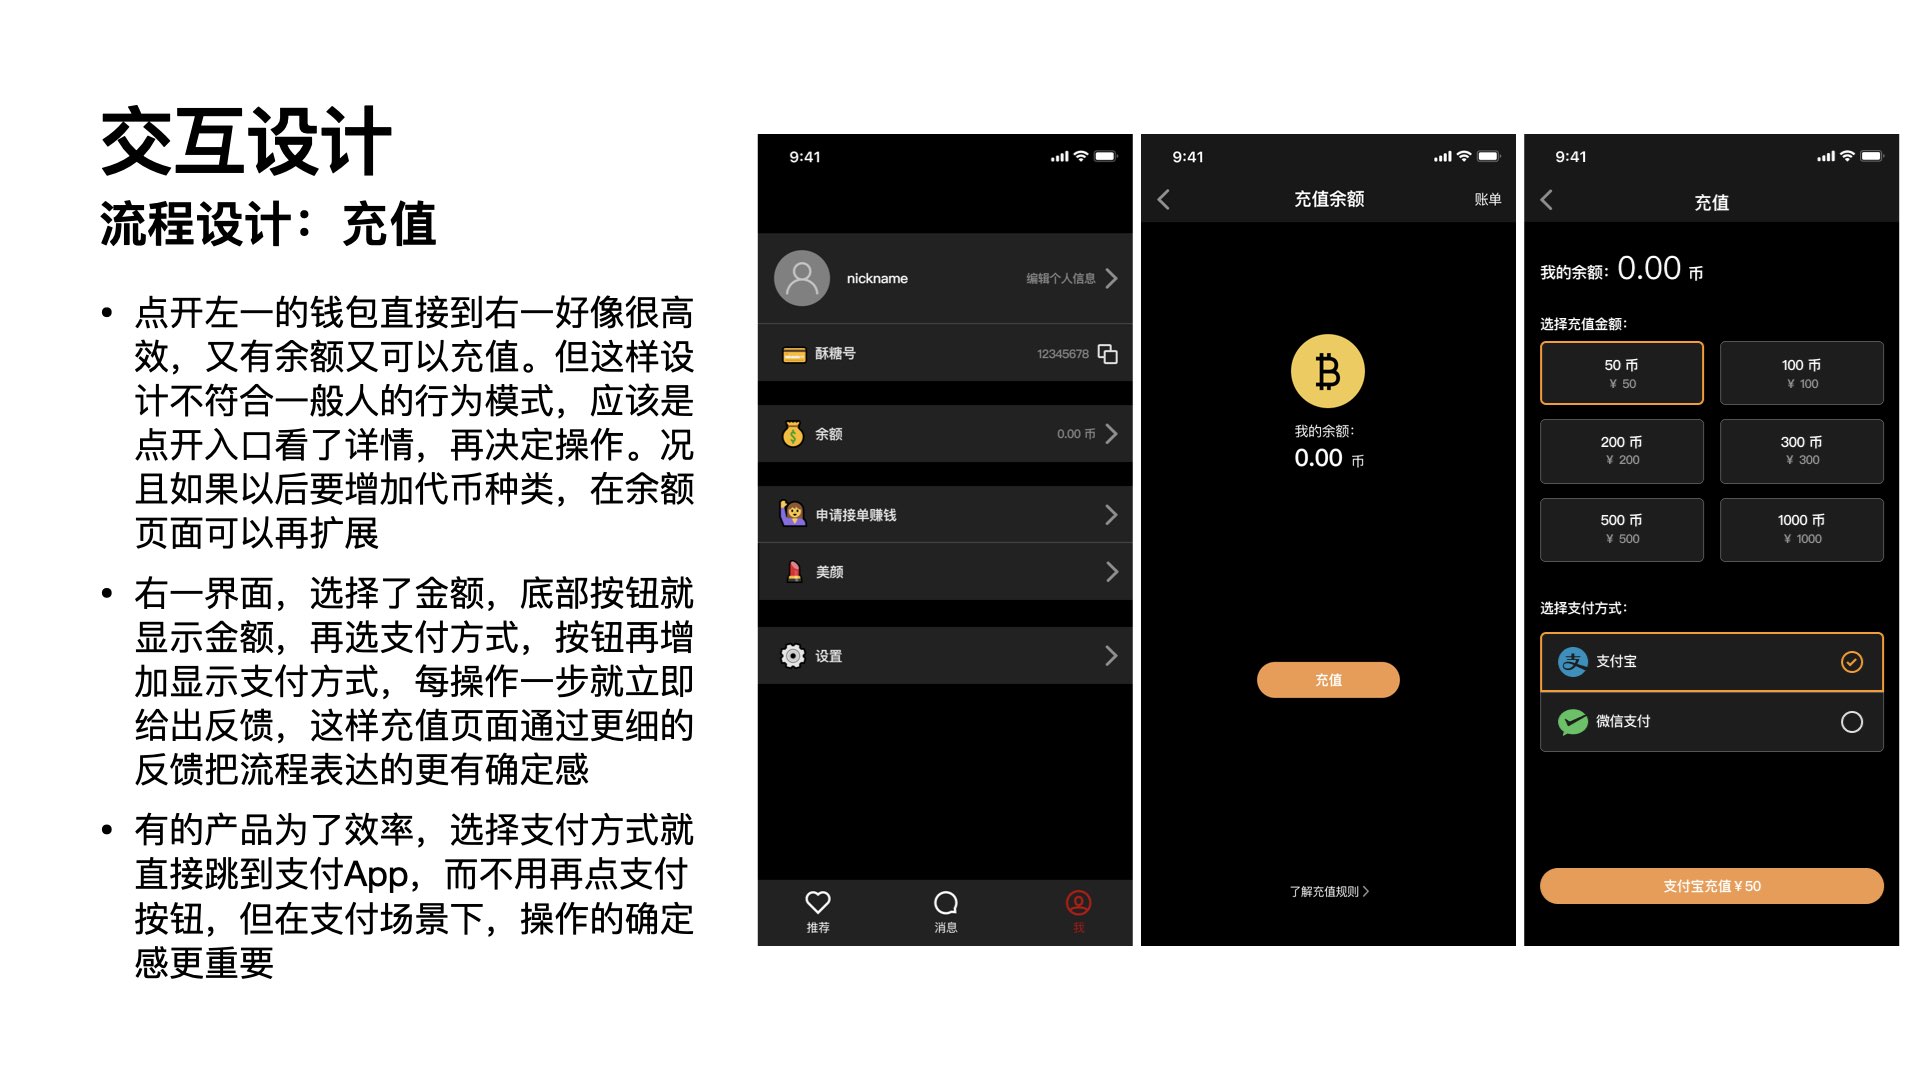 交互设计
流程设计：充值
• 点开左一的钱包直接到右一好像很高
效，又有余额又可以充值。但这样设
计不符合一般人的行为模式，应该是
点开入口看了详情，再决定操作。况
且如果以后要增加代币种类，在余额
页面可以再扩展
• 右一界面，选择了金额，底部按钮就
显示金额，再选支付方式，按钮再增
加显示支付方式，每操作一步就立即
给出反馈，这样充值页面通过更细的
反馈把流程表达的更有确定感
• 有的产品为了效率，选择支付方式就
直接跳到支付App，而不用再点支付
按钮，但在支付场景下，操作的确定
感更重要
9:41
nickname 编辑个人信息
酥糖号 12345678
余额 0.00 币
申请接单赚钱
美颜
设置
推荐 消息 我
9:41
充值余额 账单
我的余额：
0.00 币
充值
了解充值规则
9:41
充值
我的余额：0.00 币
选择充值金额：
50 币 100 币
¥ 50 ¥ 100
200 币 300 币
¥ 200 ¥ 300
500 币 1000 币
¥ 500 ¥ 1000
选择支付方式：
支付宝
微信支付
支付宝充值¥50